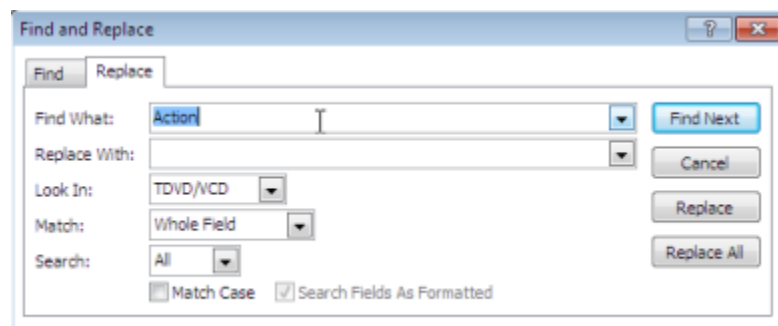 Find and Replace
Find Replace
Find What: Action Find Next
Replace With: Cancel
Look In: TDVD/VCD
Match: Whole Field Replace
Search: All Replace All
Match Case Search Fields As Formatted